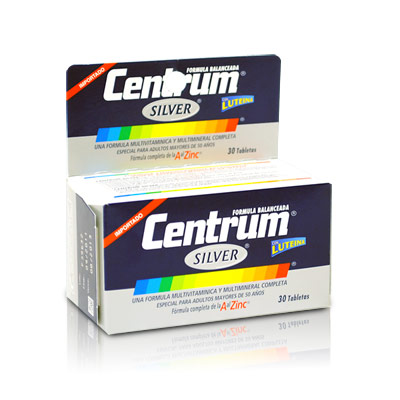 IMPORTADO
FORMULA BALANCEADA
Centrum®
SILVER®
Con LUTEINA
UNA FORMULA MULTIVITAMINICA Y MULTIMINERAL COMPLETA
ESPECIAL PARA ADULTOS MAYORES DE 50 AÑOS
Fórmula completa de la A al Zinc®
30 Tabletas
IMPORTADO
FORMULA BALANCEADA
Centrum®
SILVER®
Con LUTEINA
UNA FORMULA MULTIVITAMINICA Y MULTIMINERAL COMPLETA
ESPECIAL PARA ADULTOS MAYORES DE 50 AÑOS
Fórmula completa de la A al Zinc®
30 Tabletas